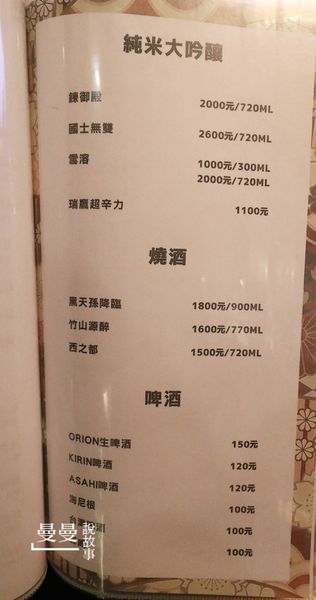 純米大吟釀
鍊御殿 2000元/720ML
國士無雙 2600元/720ML
雲溶 1000元/300ML
2000元/720ML
瑞鷹超辛力 1100元
燒酒
黑天孫降臨 1800元/900ML
竹山源醉 1600元/770ML
西之都 1500元/720ML
啤酒
ORION生啤酒 150元
KIRIN啤酒 120元
ASAHI啤酒 120元
海尼根 100元
100元
100元
曼曼
說故事